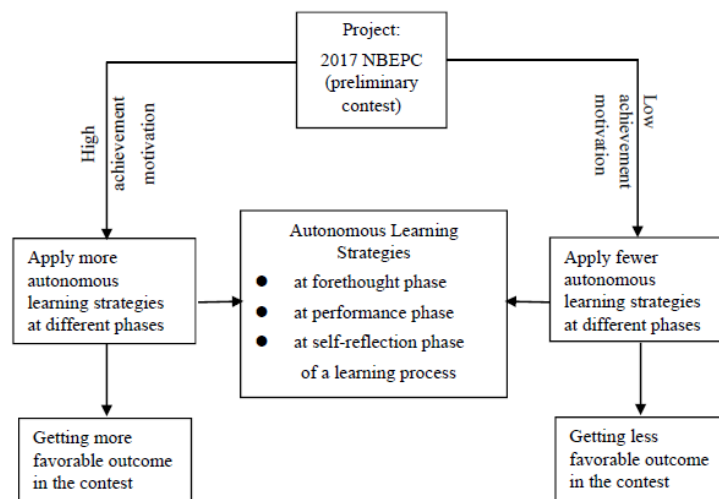 Project:
2017 NBEPC
(preliminary
contest)
High
achievement
motivation
Low
achievement
motivation
Apply more
autonomous
learning strategies
at different phases
Autonomous Learning
Strategies
● at forethought phase
● at performance phase
● at self-reflection phase
of a learning process
Apply fewer
autonomous
learning strategies
at different phases
Getting more
favorable outcome
in the contest
Getting less
favorable outcome
in the contest